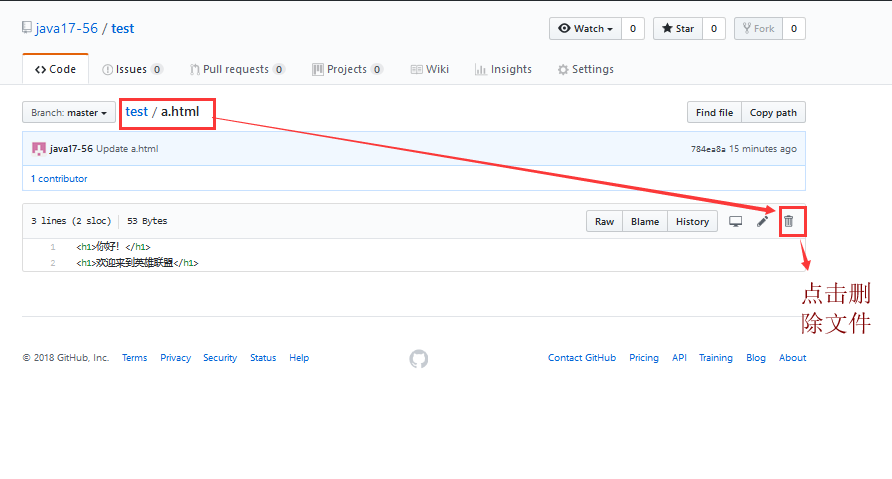 java17-56 / test
Watch 0 Star 0 Fork 0
Code Issues 0 Pull requests 0 Projects 0 Wiki Insights Settings
Branch: master test / a.html Find file Copy path
java17-56 Update a.html 784ea8a 15 minutes ago
1 contributor
3 lines (2 sloc) 53 Bytes Raw Blame History
1 <h1>你好！</h1>
2 <h1>欢迎来到英雄联盟</h1>
点击删
除文件
© 2018 GitHub, Inc. Terms Privacy Security Status Help Contact GitHub Pricing API Training Blog About